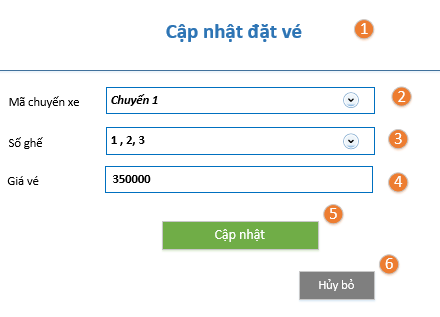 Cập nhật đặt vé 1
Mã chuyến xe Chuyến 1 2
Số ghế 1 , 2, 3 3
Giá vé 350000 4
5
Cập nhật
6
Hủy bỏ